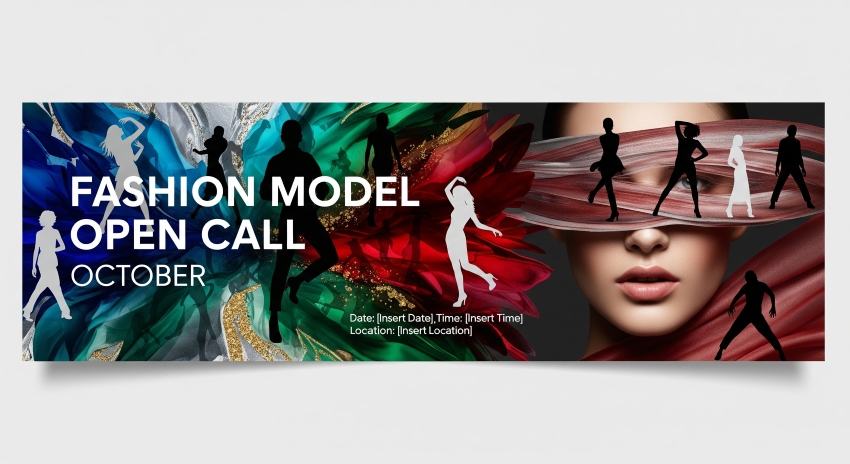 FASHION MODEL
OPEN CALL
OCTOBER
Date: [Insert Date], Time: [Insert Time]
Location: [Insert Location]